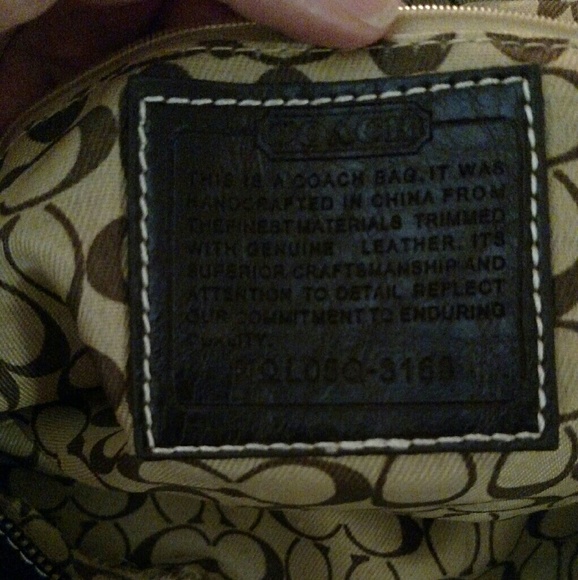 COACH
THIS IS A COACH BAG. IT WAS
HANDCRAFTED IN CHINA FROM
THE FINEST MATERIALS TRIMMED
WITH GENUINE LEATHER. ITS
SUPERIOR CRAFTSMANSHIP AND
ATTENTION TO DETAIL REFLECT
OUR COMMITMENT TO ENDURING
QUALITY.